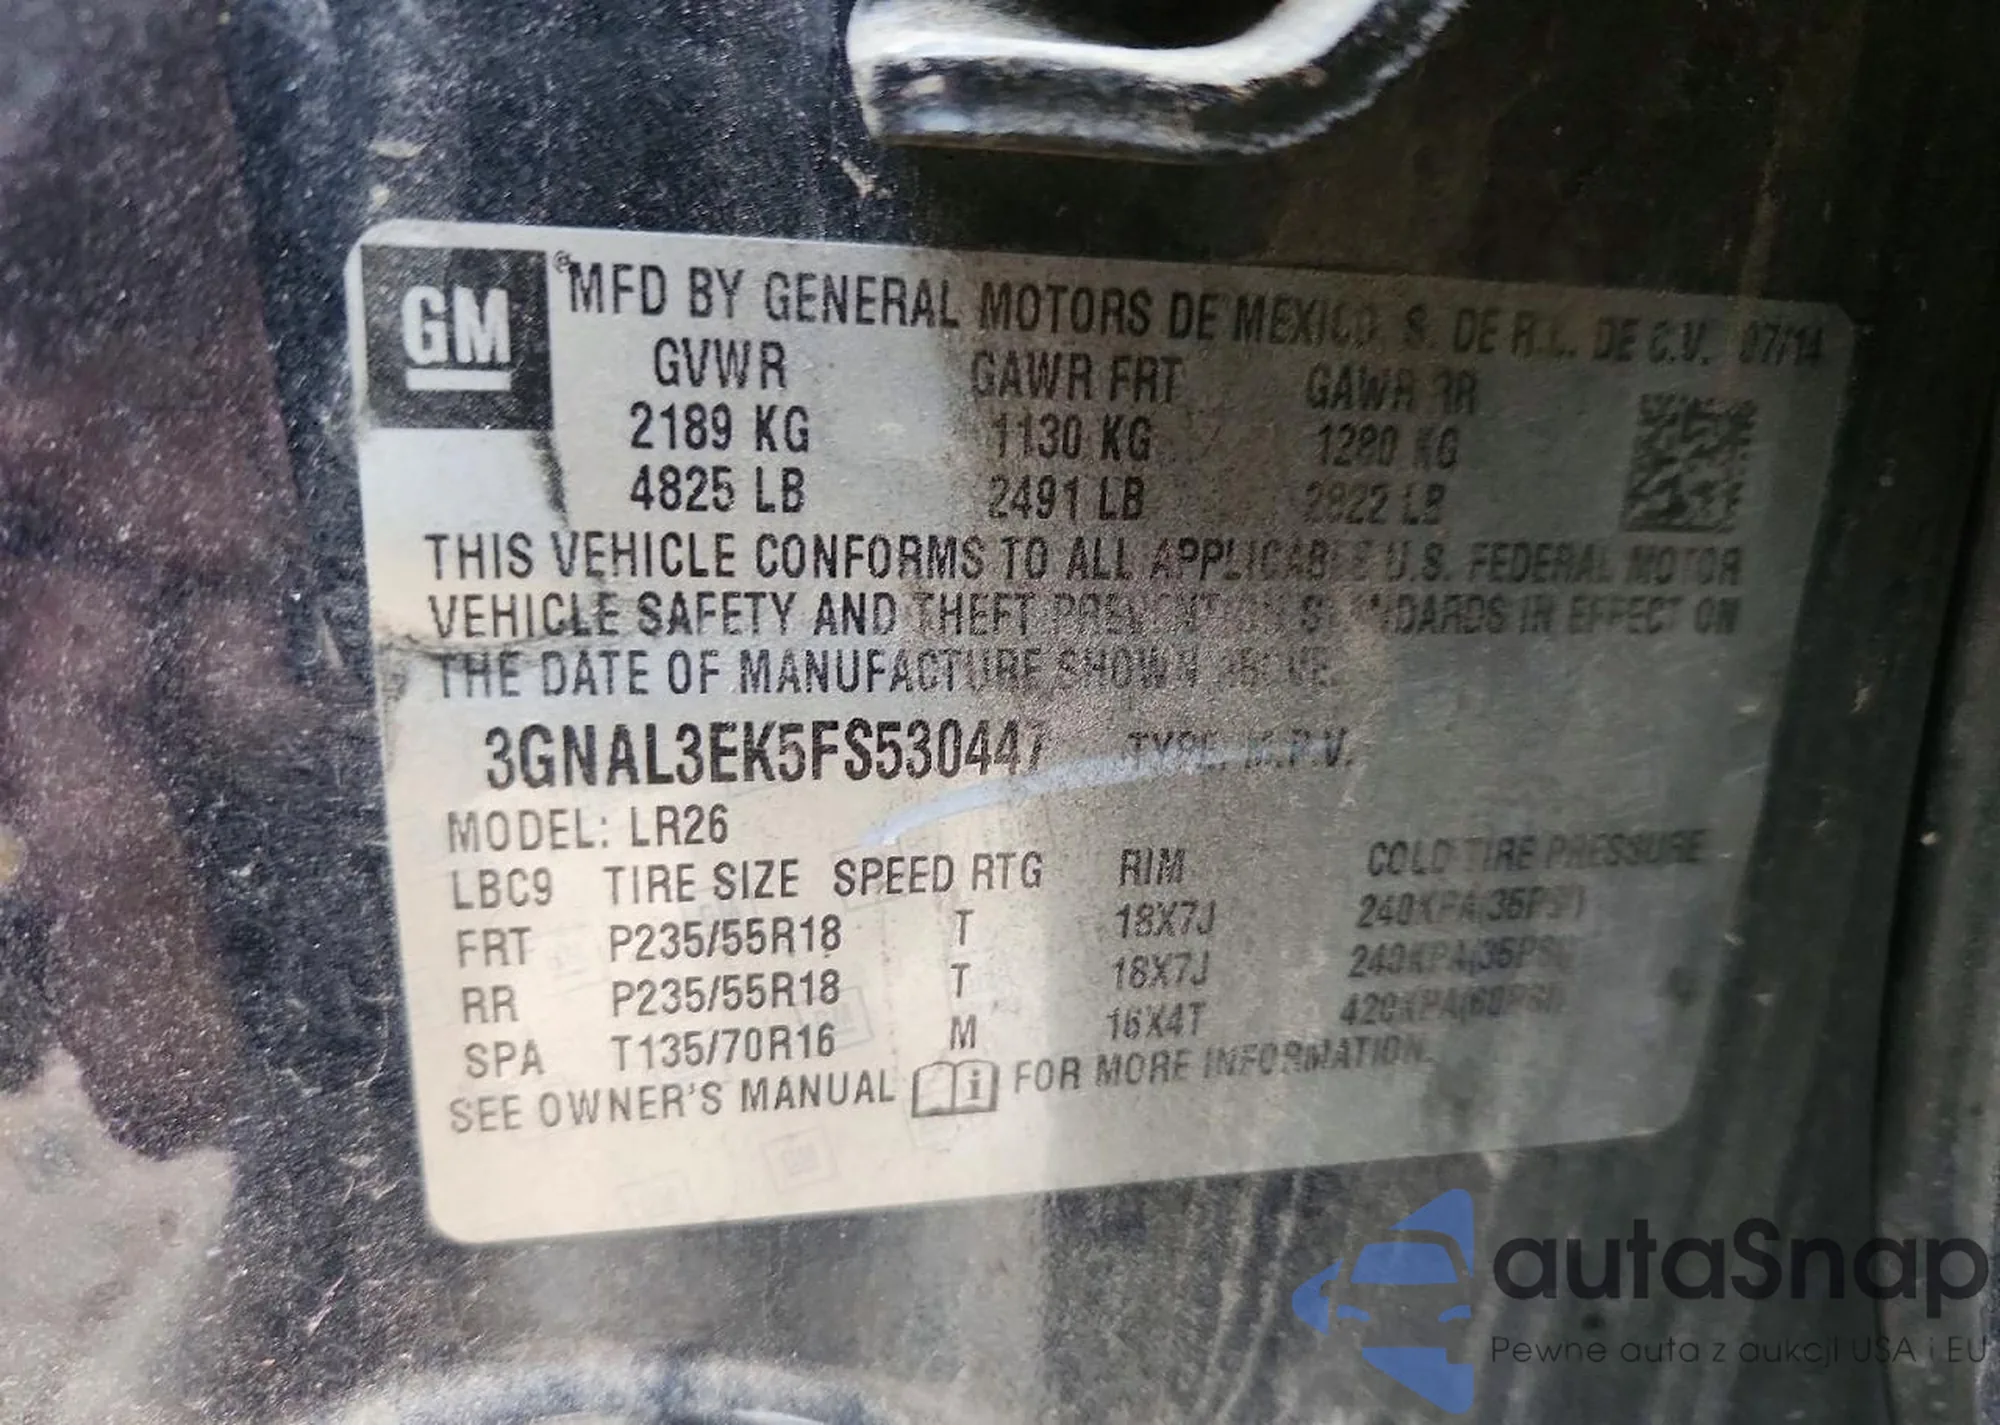 GM
® MFD BY GENERAL MOTORS DE MEXICO, S. DE R.L. DE C.V. 07/14
GVWR GAWR FRT GAWR RR
2189 KG 1130 KG 1280 KG
4825 LB 2491 LB 2822 LB
THIS VEHICLE CONFORMS TO ALL APPLICABLE U.S. FEDERAL MOTOR
VEHICLE SAFETY AND THEFT PREVENTION STANDARDS IN EFFECT ON
THE DATE OF MANUFACTURE SHOWN ABOVE.
3GNAL3EK5FS530447 TYPE: M.P.V.
MODEL: LR26
LBC9 TIRE SIZE SPEED RTG RIM COLD TIRE PRESSURE
FRT P235/55R18 T 18X7J 240KPA(35PSI)
RR P235/55R18 T 18X7J 240KPA(35PSI)
SPA T135/70R16 M 16X4T 420KPA(60PSI)
SEE OWNER'S MANUAL i FOR MORE INFORMATION.
autaSnap
Pewne auta z aukcji USA i EU